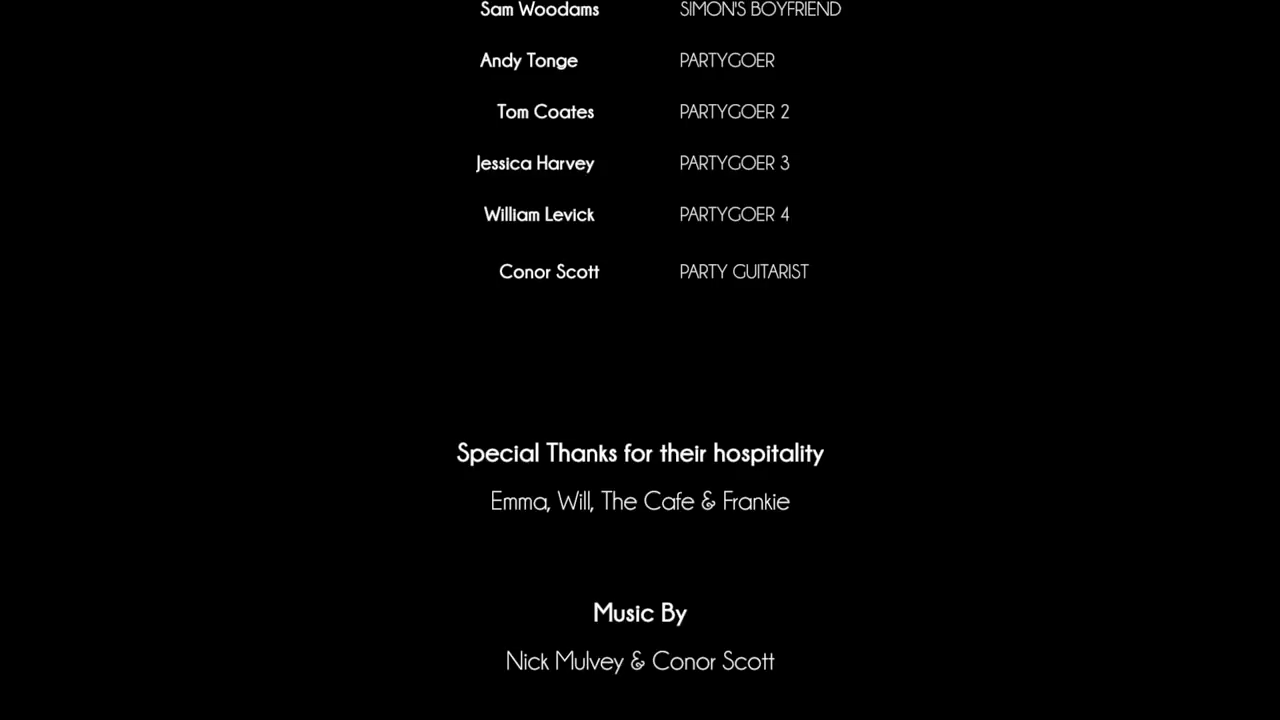 Sam Woodams SIMON'S BOYFRIEND
Andy Tonge PARTYGOER
Tom Coates PARTYGOER 2
Jessica Harvey PARTYGOER 3
William Levick PARTYGOER 4
Conor Scott PARTY GUITARIST
Special Thanks for their hospitality
Emma, Will, The Cafe & Frankie
Music By
Nick Mulvey & Conor Scott